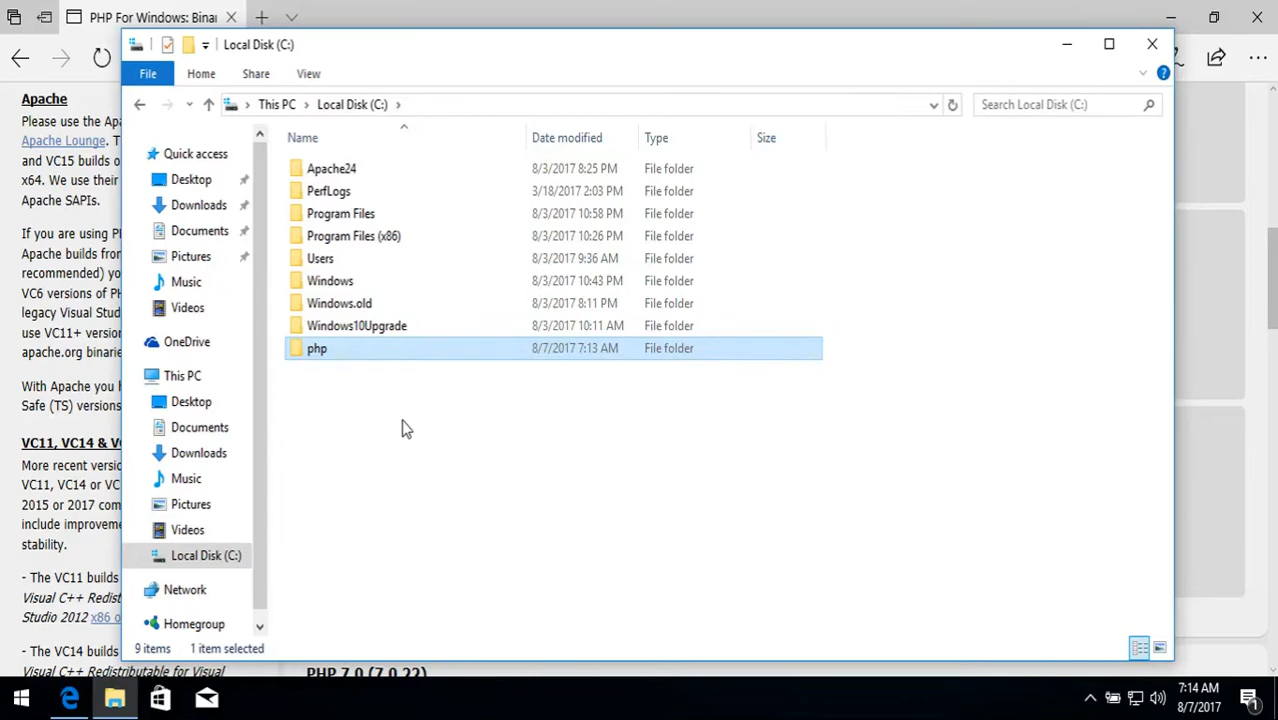 PHP For Windows: Binar
Local Disk (C:)
File
Home
Share
View
This PC
Local Disk (C:)
Search Local Disk (C:)
Name
Date modified
Type
Size
Quick access
Desktop
Downloads
Documents
Pictures
Music
Videos
OneDrive
This PC
Desktop
Documents
Downloads
Music
Pictures
Videos
Local Disk (C:)
Network
Homegroup
Apache24 8/3/2017 8:25 PM File folder
PerfLogs 3/18/2017 2:03 PM File folder
Program Files 8/3/2017 10:58 PM File folder
Program Files (x86) 8/3/2017 10:26 PM File folder
Users 8/3/2017 9:36 AM File folder
Windows 8/3/2017 10:43 PM File folder
Windows.old 8/3/2017 8:11 PM File folder
Windows10Upgrade 8/3/2017 10:11 AM File folder
php 8/7/2017 7:13 AM File folder
9 items 1 item selected
Apache
Please use the Apa
Apache Lounge. T
and VC15 builds o
x64. We use their
Apache SAPIs.
If you are using PH
Apache builds from
recommended) yo
VC6 versions of PH
legacy Visual Stud
use VC11+ version
apache.org binarie
With Apache you h
Safe (TS) versions
VC11, VC14 & VC
More recent versio
VC11, VC14 or VC
2015 or 2017 com
include improveme
stability.
- The VC11 builds
Visual C++ Redist
Studio 2012 x86 o
- The VC14 builds
Visual C++ Redistributable for Visual
PHP 7.0 (7.0.22)
7:14 AM
8/7/2017
1